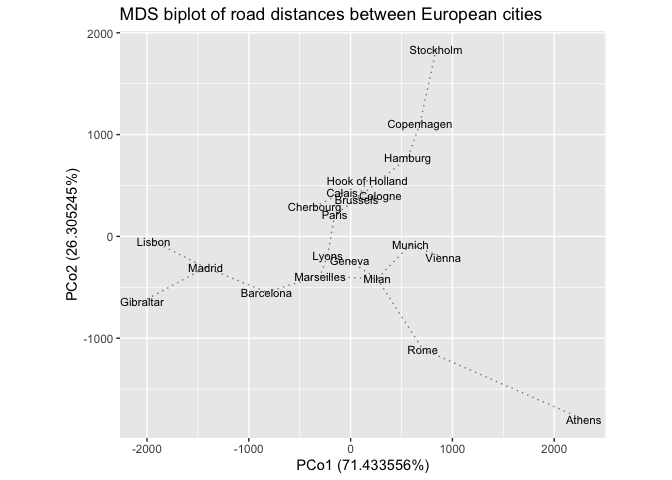 MDS biplot of road distances between European cities
2000
Stockholm
Copenhagen
1000
Hamburg
Hook of Holland
Calais
Cologne
Brussels
Cherbourg
Paris
0
Lisbon
Munich
Lyons
Vienna
Geneva
Madrid
Marseilles
Milan
Barcelona
Gibraltar
-1000
Rome
Athens
PCo2 (26.305245%)
-2000
-1000
0
1000
2000
PCo1 (71.433556%)